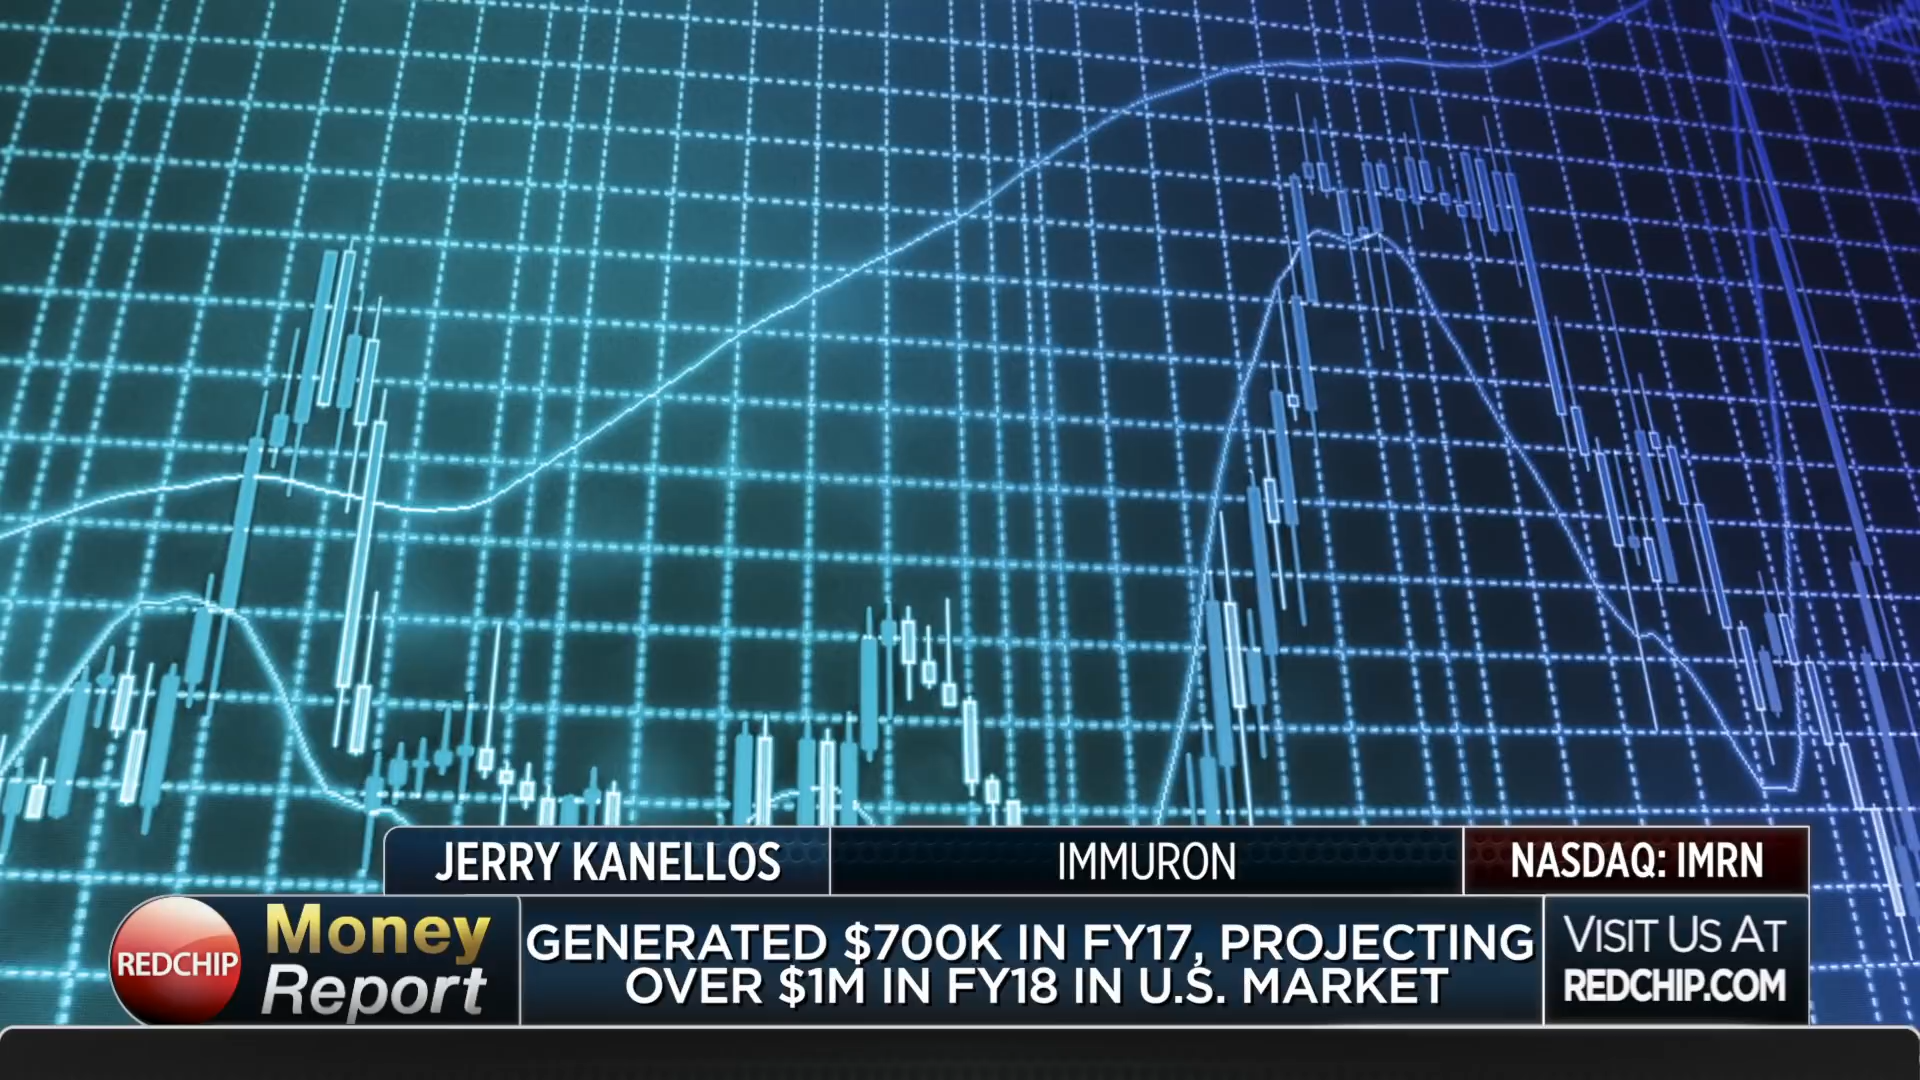 JERRY KANELLOS
IMMURON
NASDAQ: IMRN
REDCHIP
Money
Report
GENERATED $700K IN FY17, PROJECTING
OVER $1M IN FY18 IN U.S. MARKET
VISIT US AT
REDCHIP.COM